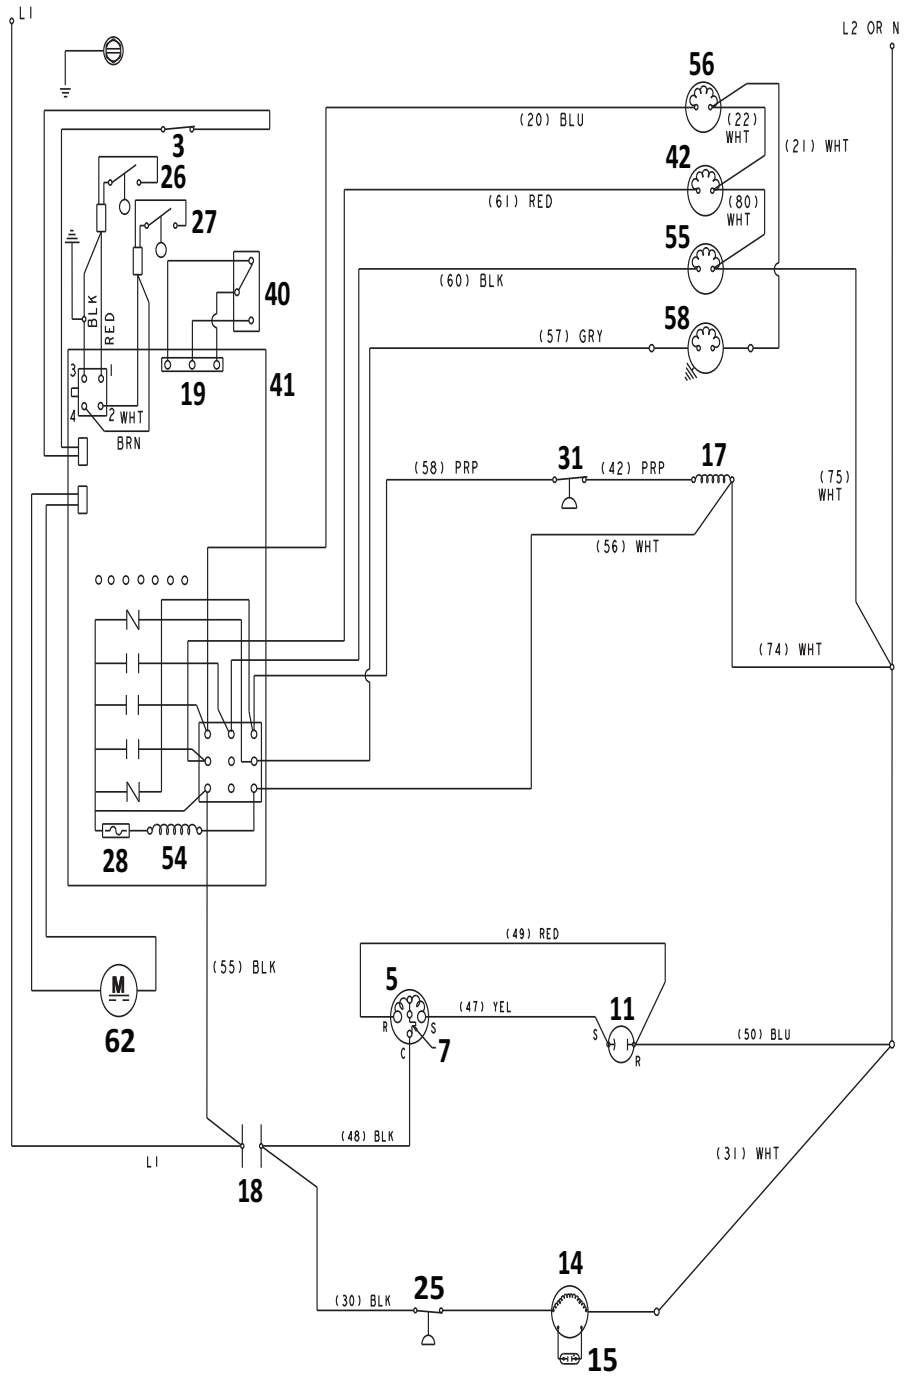 L1
L2 OR N
56
(20) BLU
(22)
WHT
(21) WHT
3
42
26
(61) RED
(80)
WHT
27
55
(60) BLK
40
BLK
RED
58
(57) GRY
3
1
19
41
4
2
WHT
BRN
31
17
(58) PRP
(42) PRP
(75)
WHT
(56) WHT
(74) WHT
28
54
(49) RED
(55) BLK
5
M
(47) YEL
11
62
R
S
7
C
S
R
(50) BLU
(48) BLK
L1
(31) WHT
18
14
25
(30) BLK
15